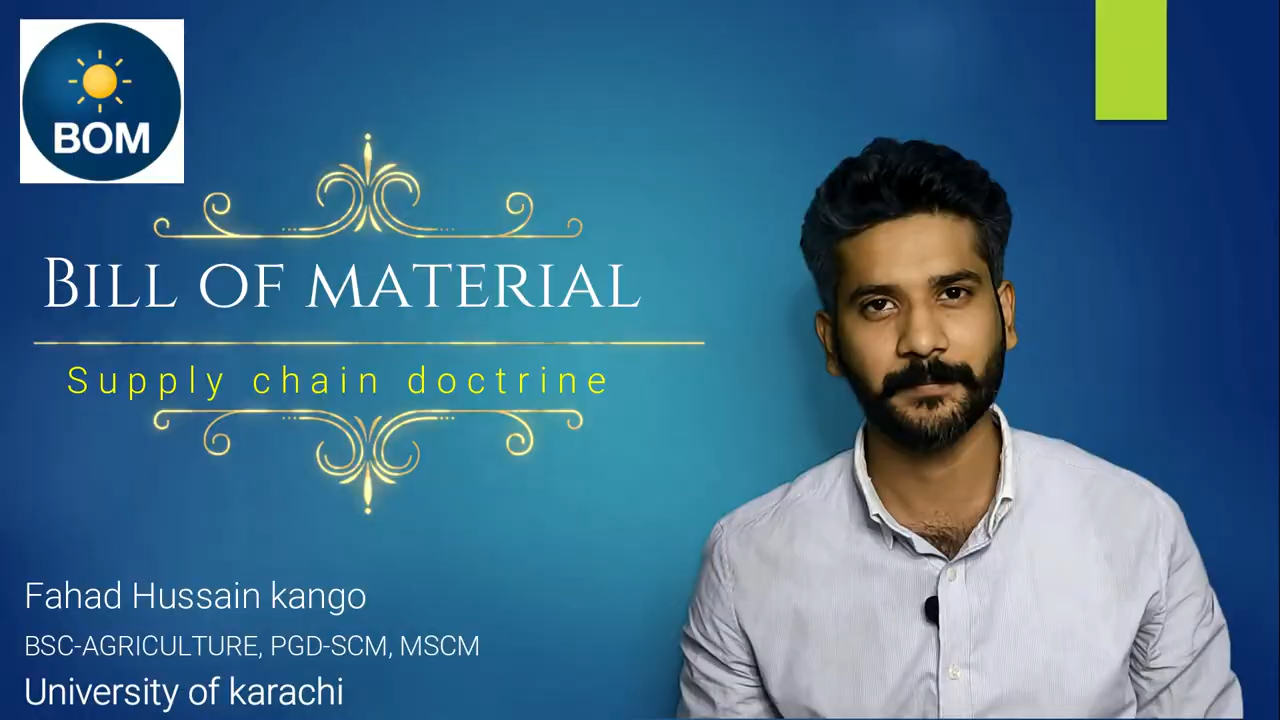 BOM
BILL OF MATERIAL
Supply chain doctrine
Fahad Hussain kango
BSC-AGRICULTURE, PGD-SCM, MSCM
University of karachi